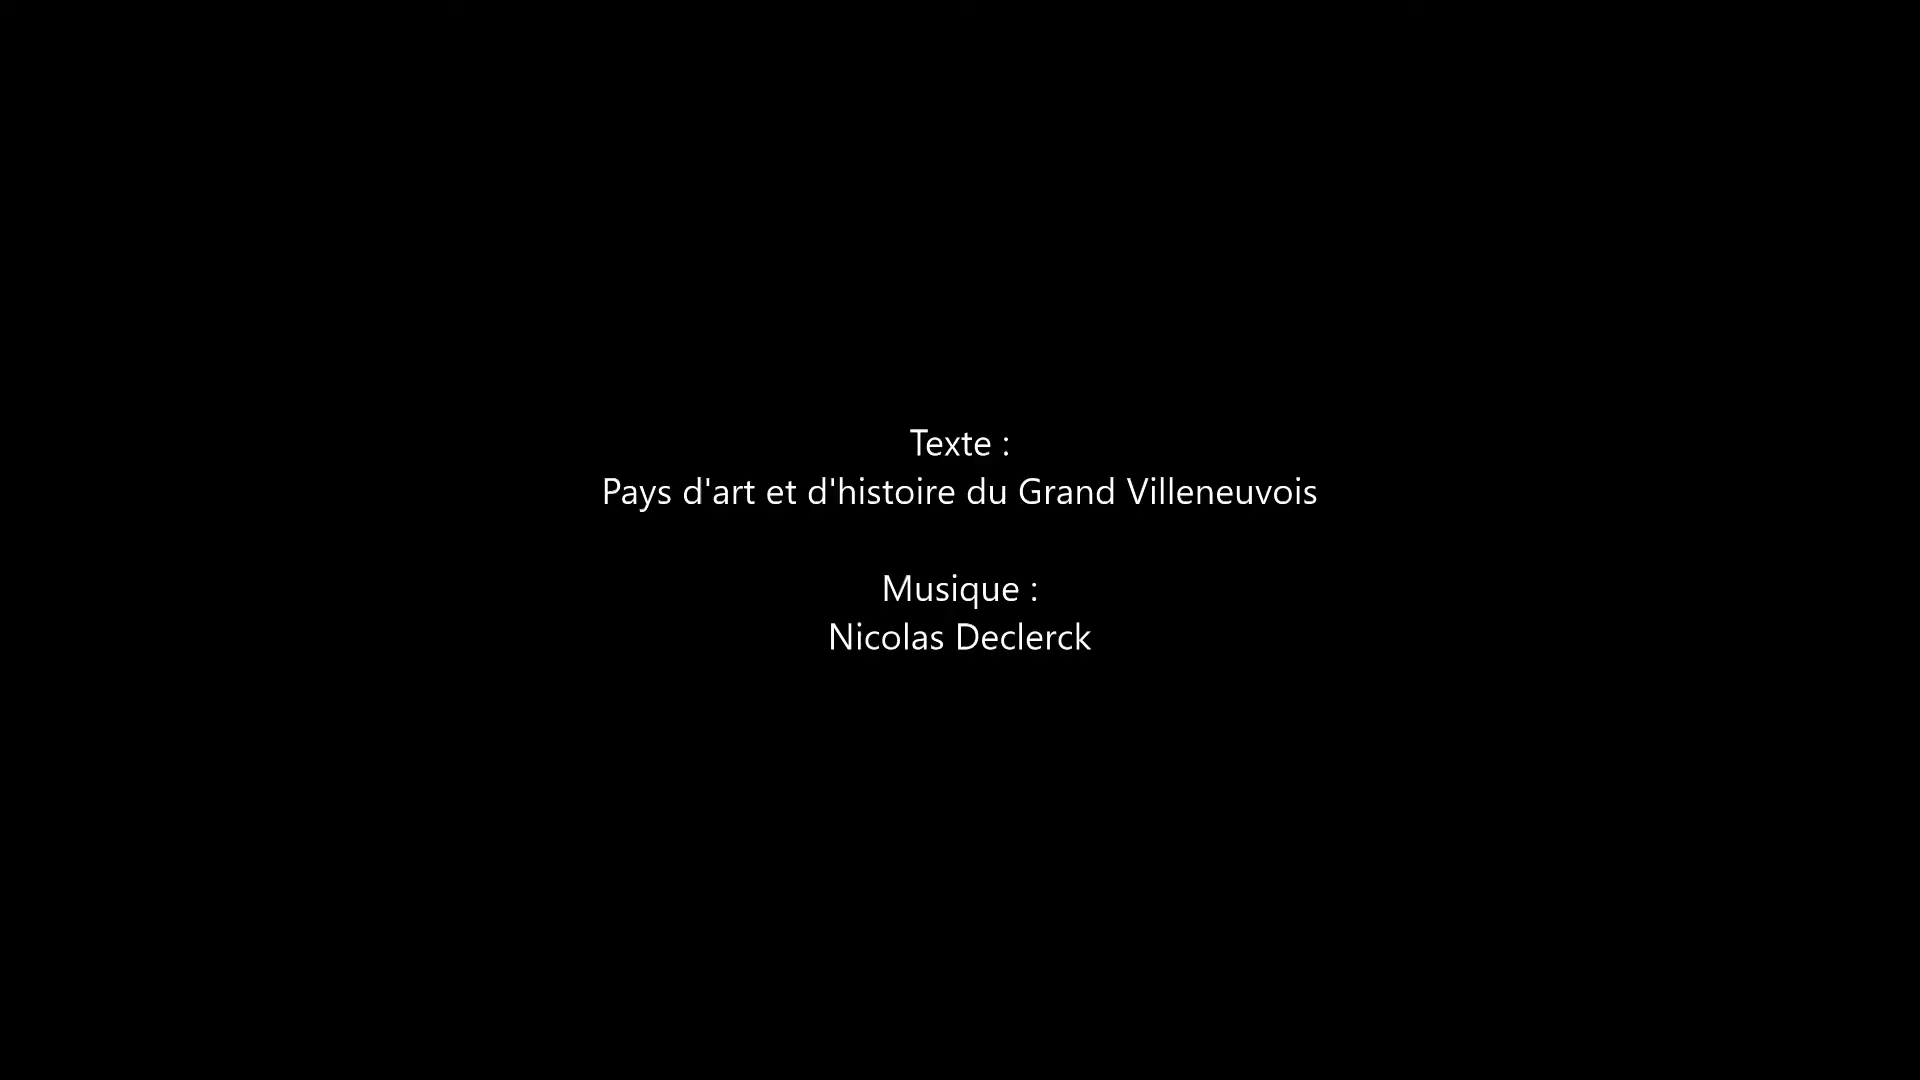 Texte :
Pays d'art et d'histoire du Grand Villeneuvois
Musique :
Nicolas Declerck